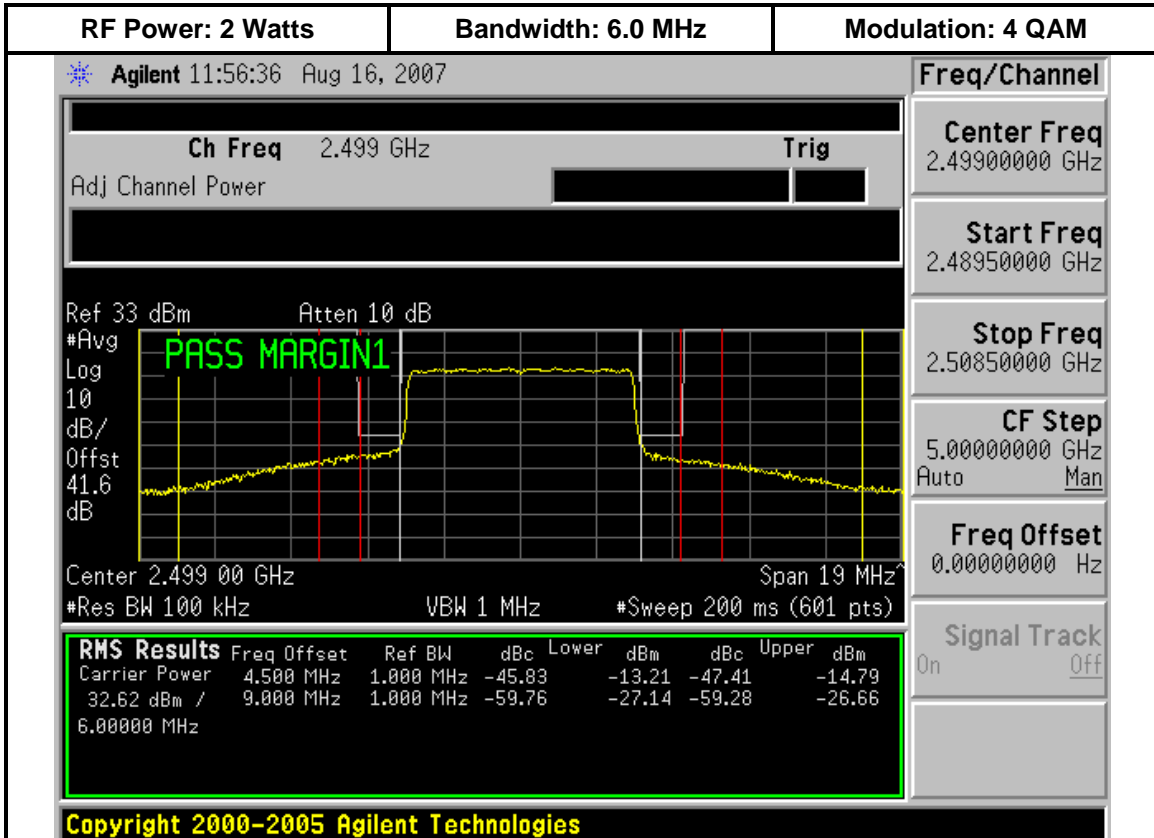 RF Power: 2 Watts Bandwidth: 6.0 MHz Modulation: 4 QAM
Agilent 11:56:36 Aug 16, 2007
Freq/Channel
Ch Freq 2.499 GHz Trig
Adj Channel Power
Center Freq
2.49900000 GHz
Start Freq
2.48950000 GHz
Stop Freq
2.50850000 GHz
CF Step
5.00000000 GHz
Auto Man
Freq Offset
0.00000000 Hz
Signal Track
On Off
Ref 33 dBm Atten 10 dB
#Avg
Log
10
dB/
Offst
41.6
dB
PASS MARGIN1
Center 2.499 00 GHz Span 19 MHz^
#Res BW 100 kHz VBW 1 MHz #Sweep 200 ms (601 pts)
RMS Results Freq Offset Ref BW dBc Lower dBm dBc Upper dBm
Carrier Power 4.500 MHz 1.000 MHz -45.83 -13.21 -47.41 -14.79
32.62 dBm / 9.000 MHz 1.000 MHz -59.76 -27.14 -59.28 -26.66
6.00000 MHz
Copyright 2000-2005 Agilent Technologies